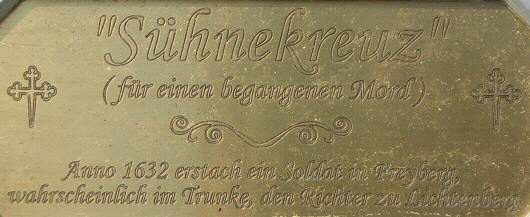 "Sühnekreuz"
(für einen begangenen Mord)
Anno 1632 erstach ein Soldat in Freyberg,
wahrscheinlich im Trunke, den Richter zu Lichtenberg